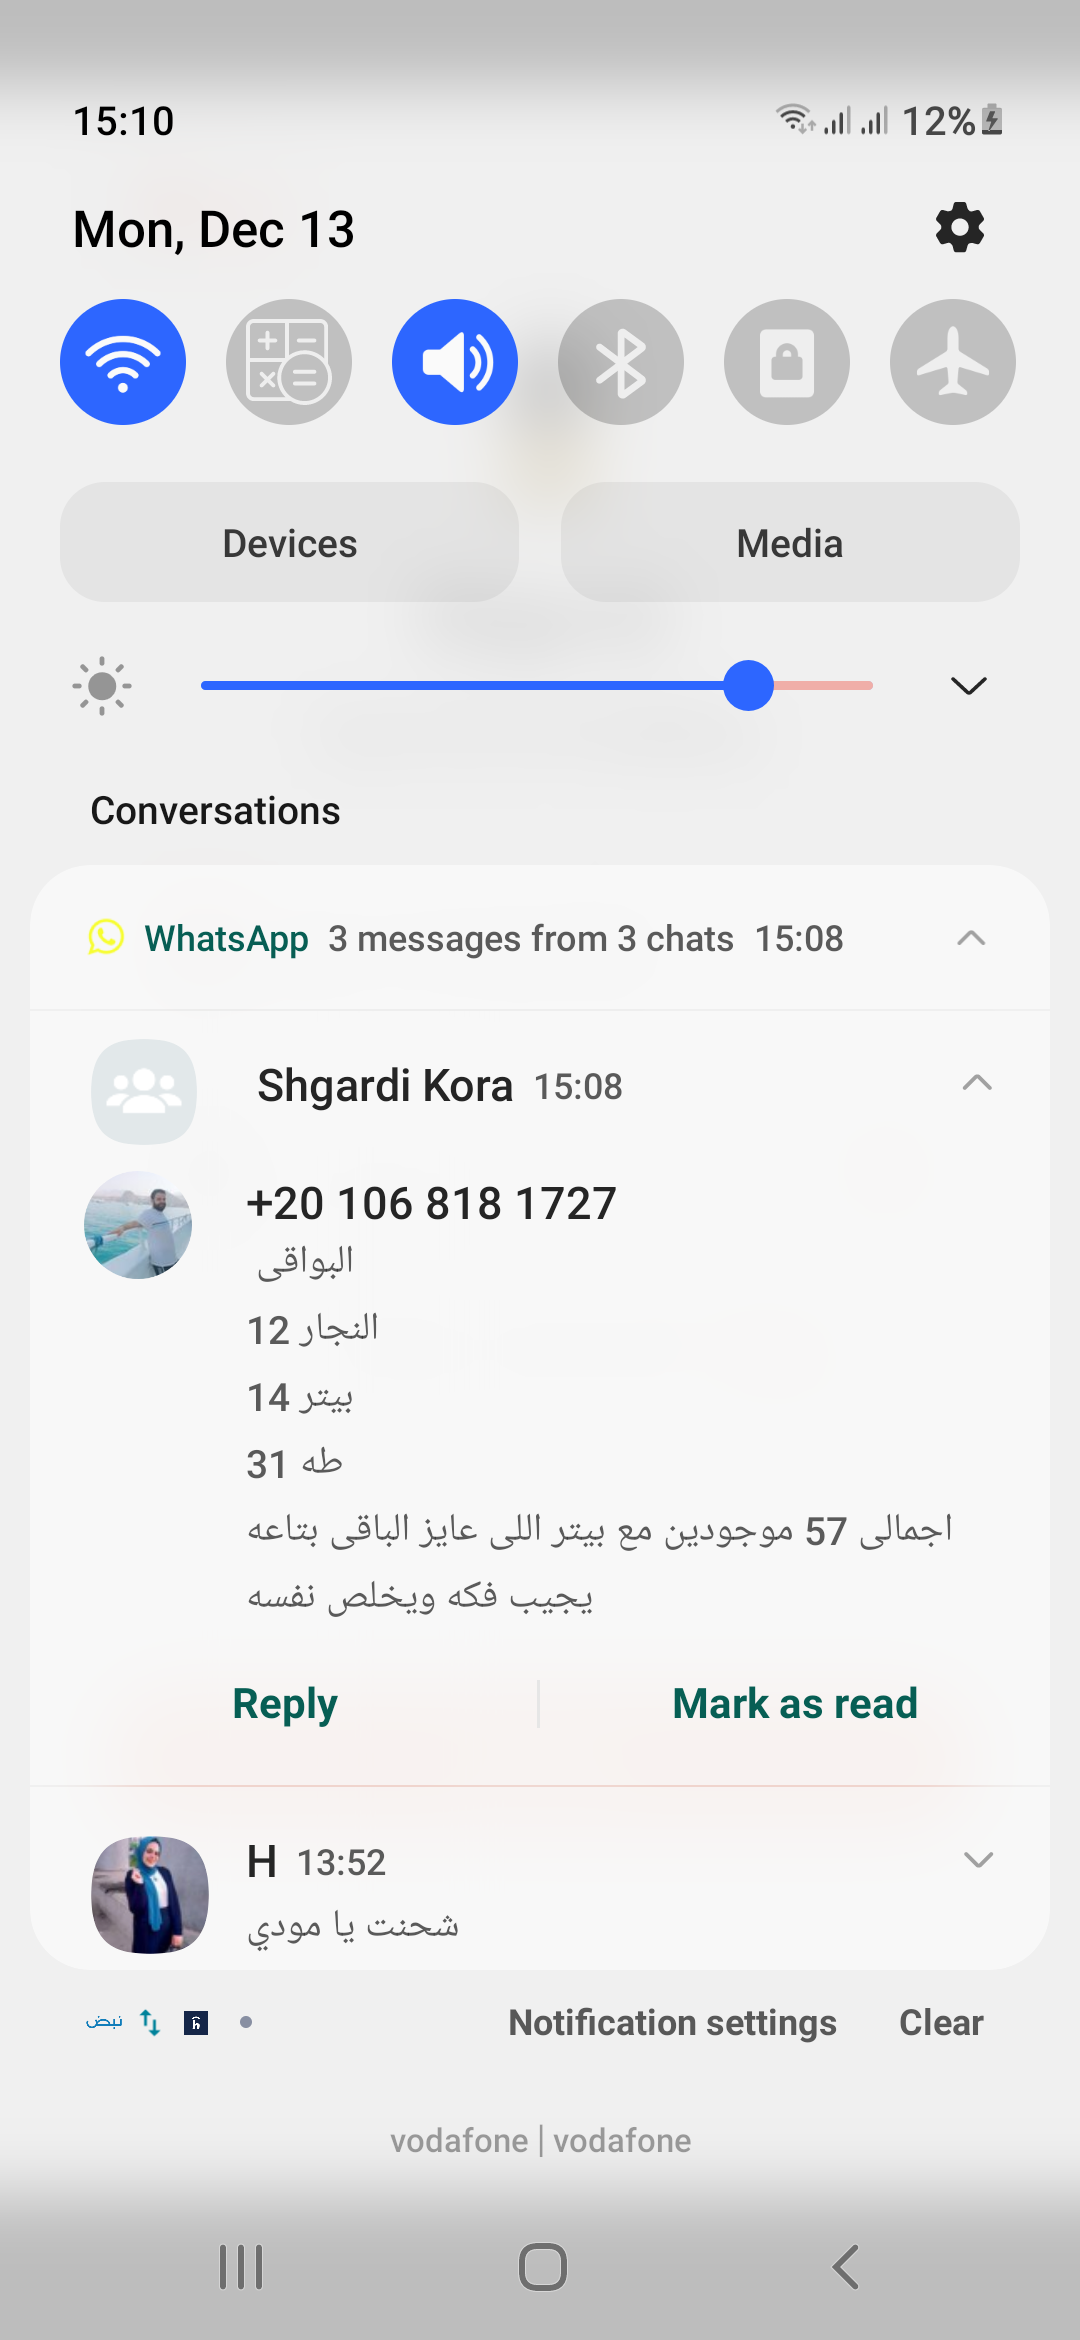 15:10 12%
Mon, Dec 13
Devices Media
Conversations
WhatsApp 3 messages from 3 chats 15:08
Shgardi Kora 15:08
+20 106 818 1727
البواقى
النجار 12
بيتر 14
طه 31
اجمالى 57 موجودين مع بيتر اللى عايز الباقى بتاعه
يجيب فكه ويخلص نفسه
Reply Mark as read
H 13:52
شحنت يا مودي
نبض Notification settings Clear
vodafone | vodafone